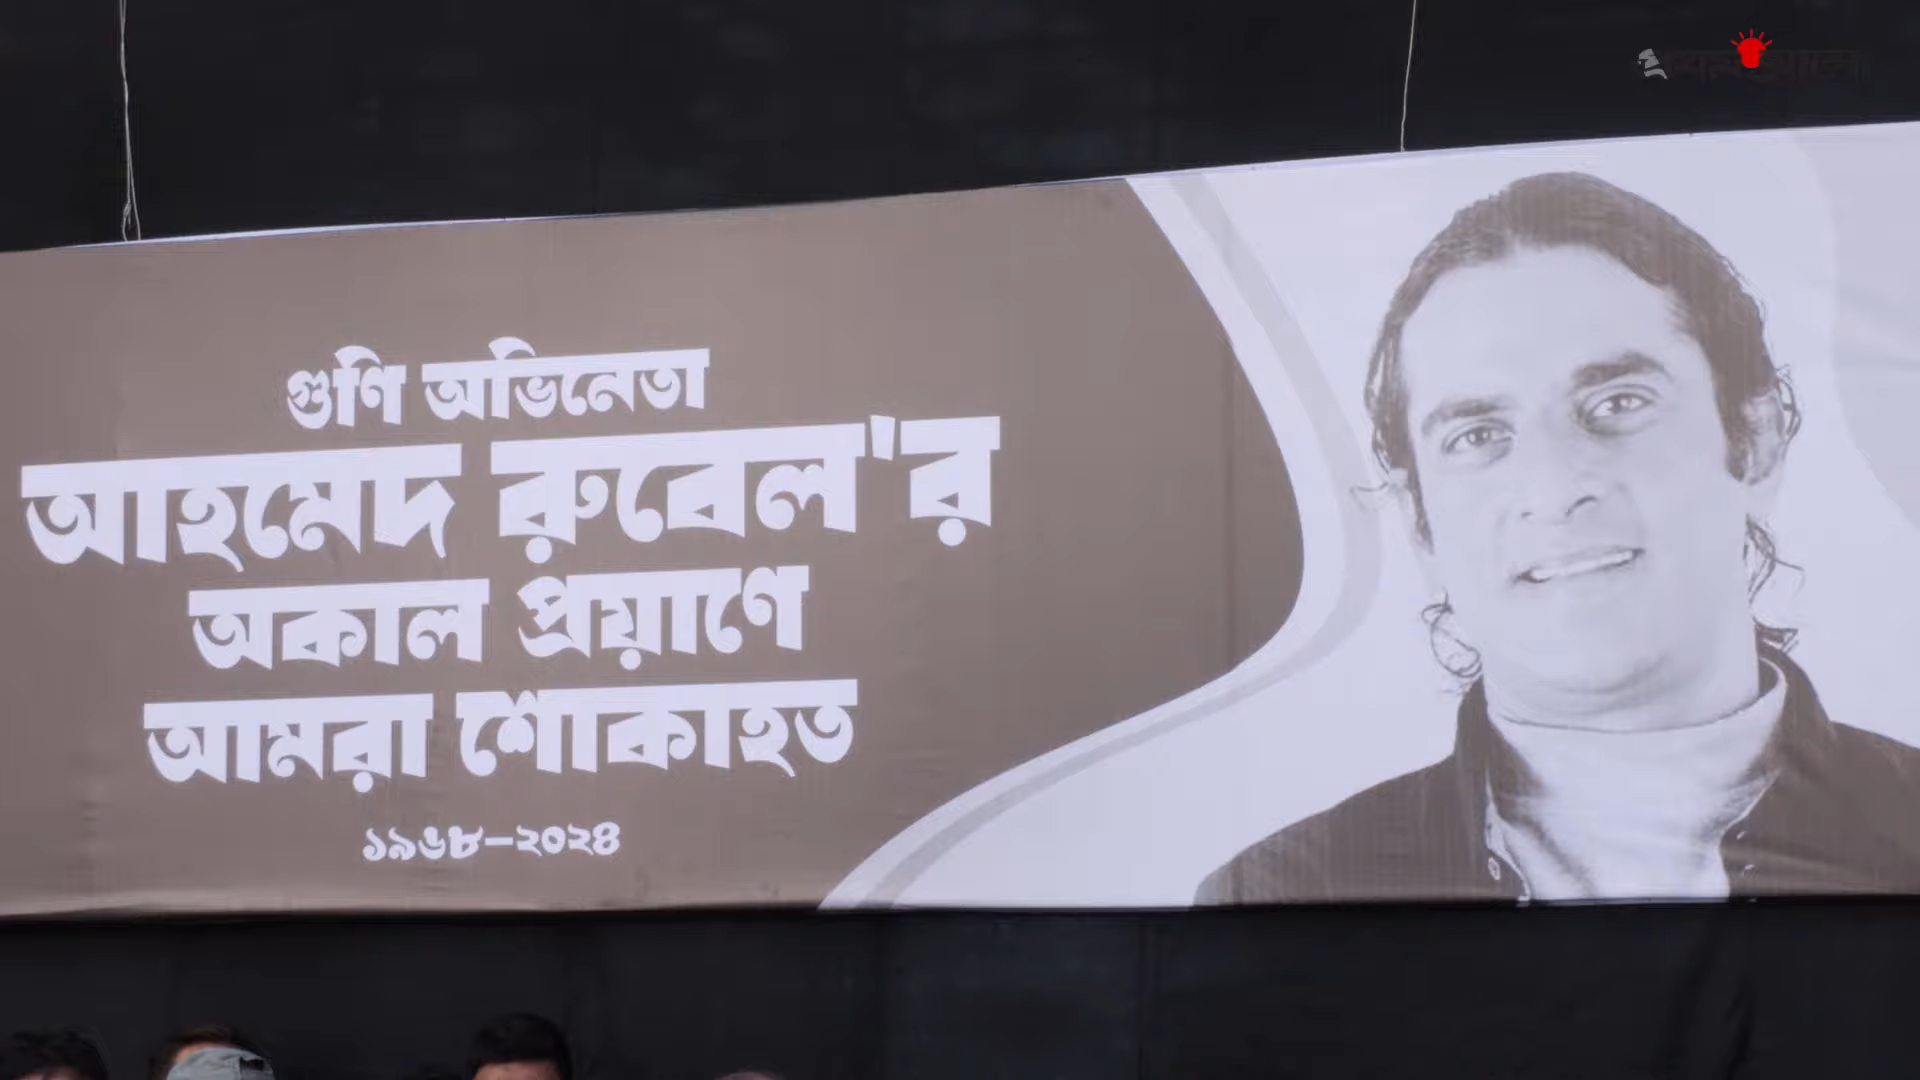 গুণি অভিনেতা
আহমেদ রুবেল'র
অকাল প্রয়াণে
আমরা শোকাহত
১৯৬৮-২০২৪